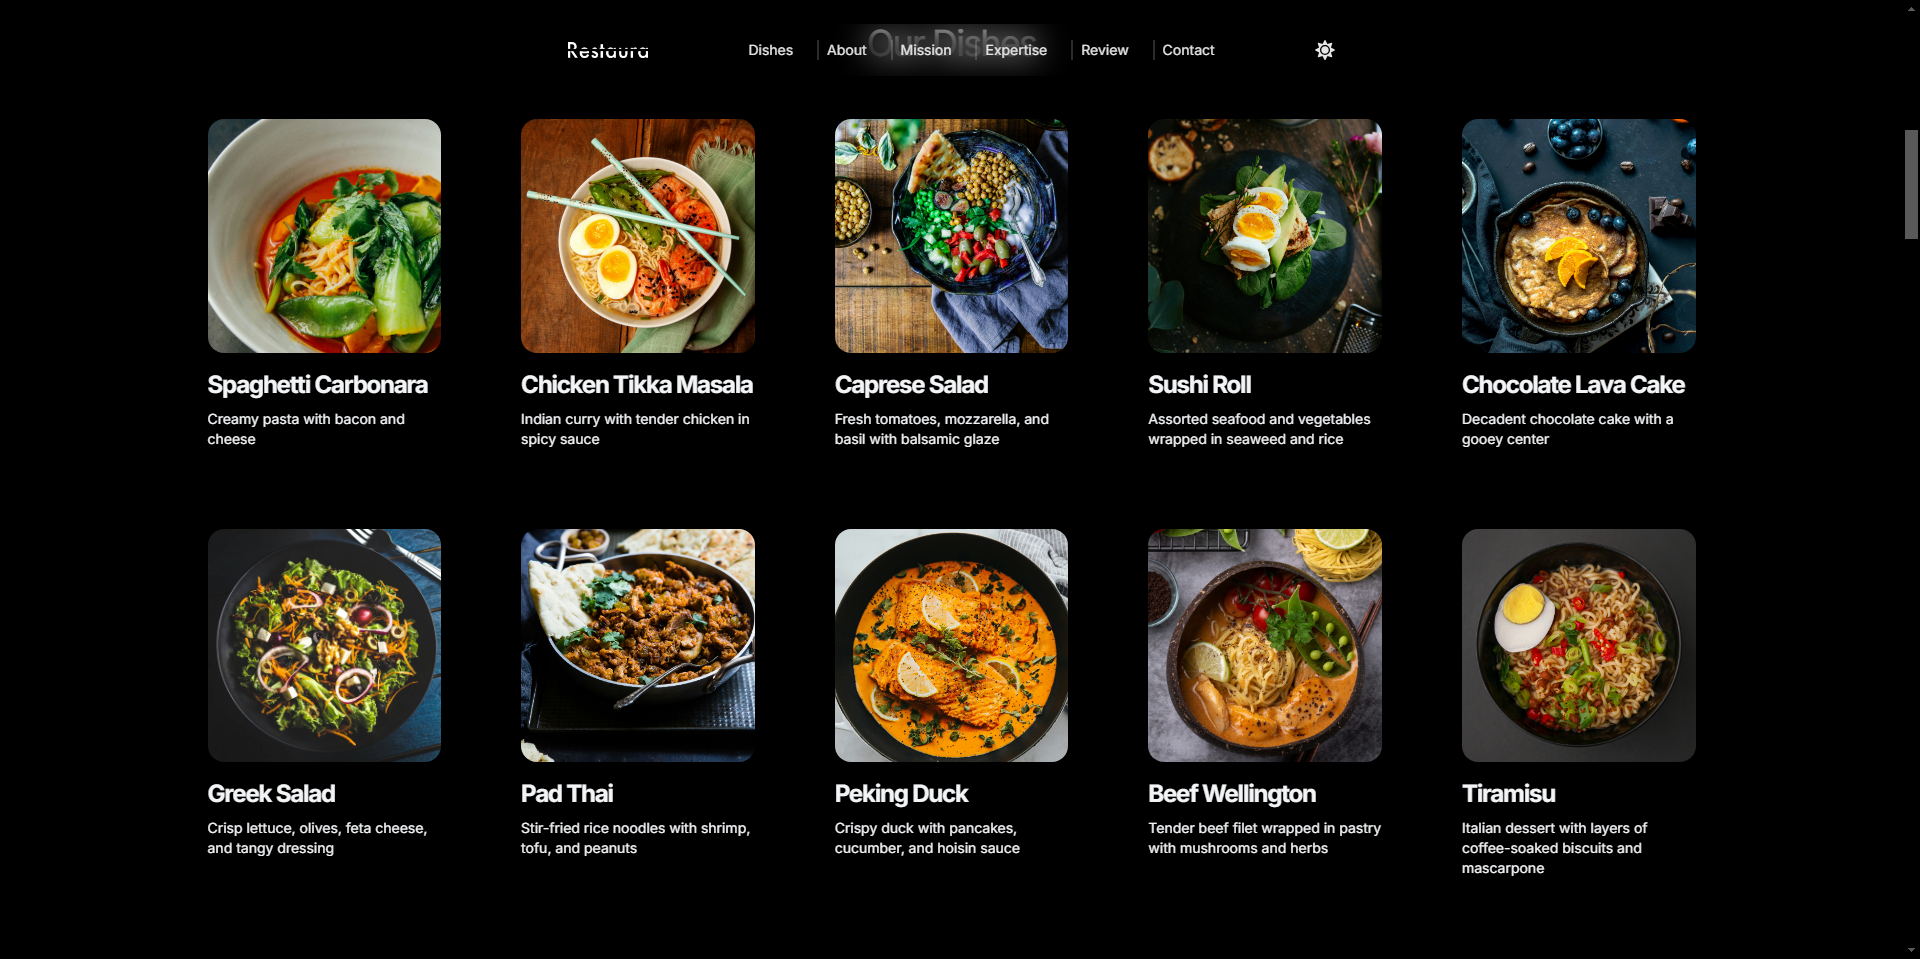 Our Dishes
Restaura
Dishes
About
Mission
Expertise
Review
Contact
Spaghetti Carbonara
Creamy pasta with bacon and
cheese
Chicken Tikka Masala
Indian curry with tender chicken in
spicy sauce
Caprese Salad
Fresh tomatoes, mozzarella, and
basil with balsamic glaze
Sushi Roll
Assorted seafood and vegetables
wrapped in seaweed and rice
Chocolate Lava Cake
Decadent chocolate cake with a
gooey center
Greek Salad
Crisp lettuce, olives, feta cheese,
and tangy dressing
Pad Thai
Stir-fried rice noodles with shrimp,
tofu, and peanuts
Peking Duck
Crispy duck with pancakes,
cucumber, and hoisin sauce
Beef Wellington
Tender beef filet wrapped in pastry
with mushrooms and herbs
Tiramisu
Italian dessert with layers of
coffee-soaked biscuits and
mascarpone